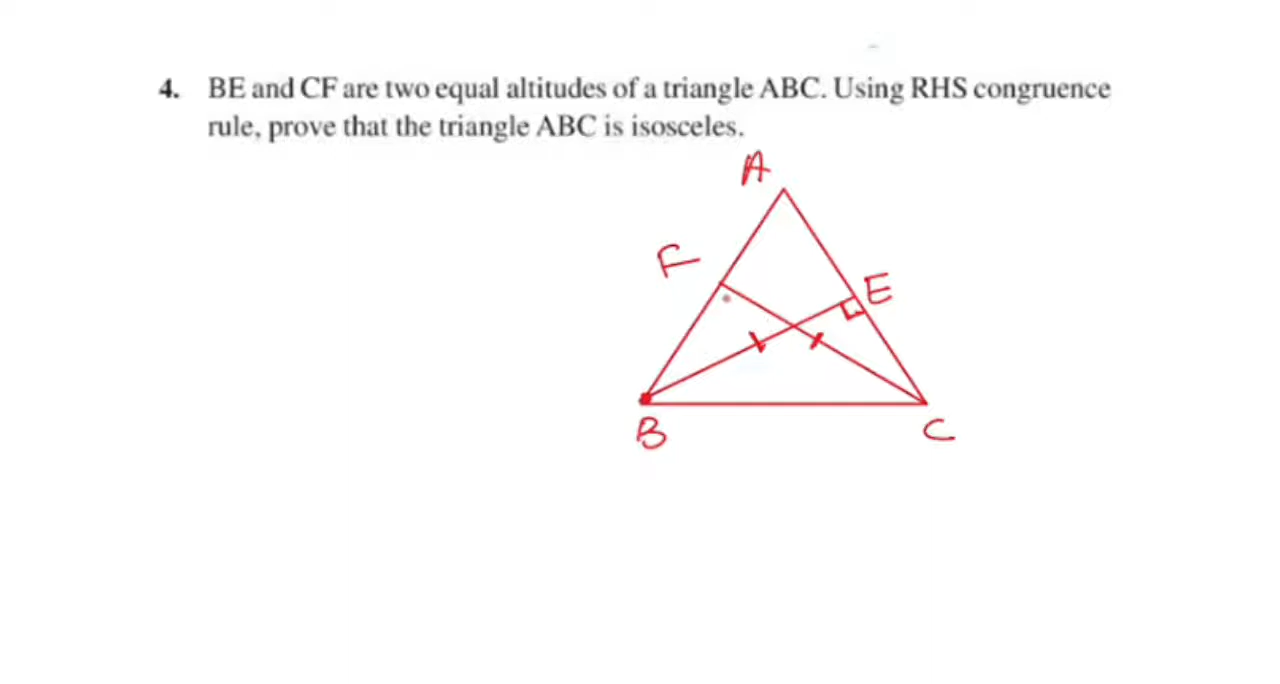 4. BE and CF are two equal altitudes of a triangle ABC. Using RHS congruence
rule, prove that the triangle ABC is isosceles.
A
F
E
B
C